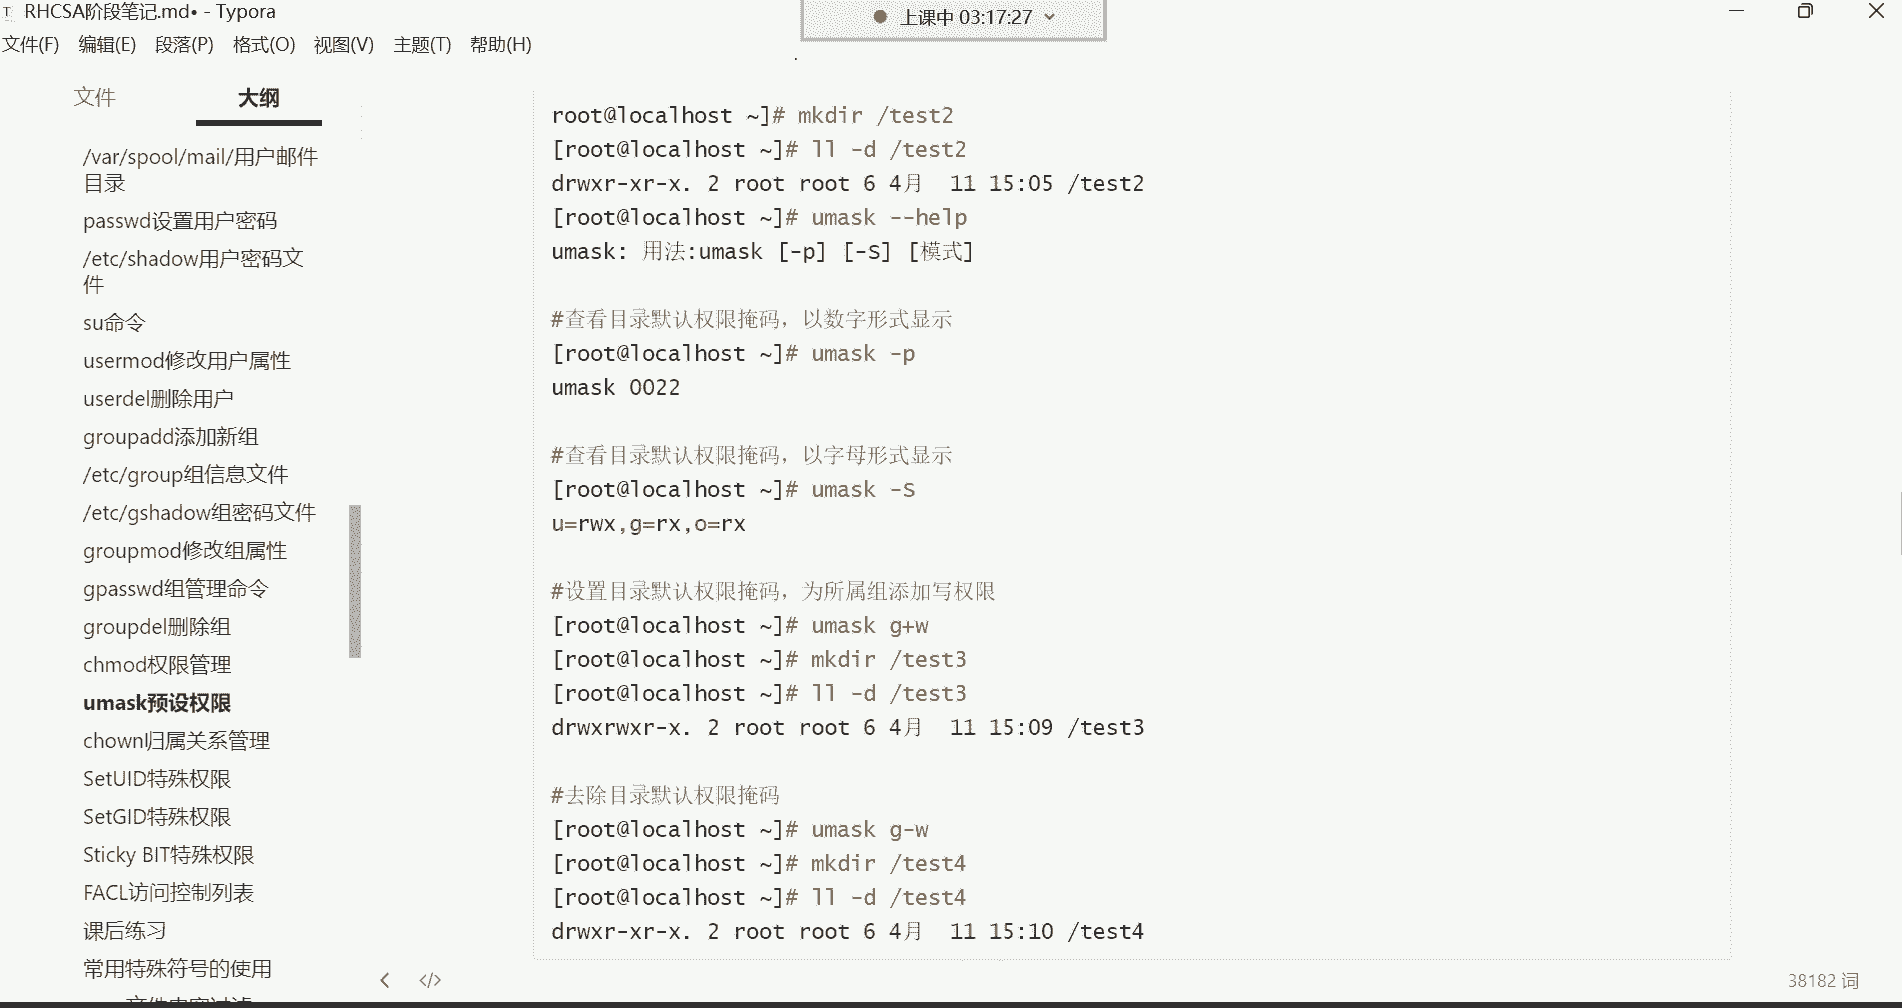 RHCSA阶段笔记.md• - Typora
上课中 03:17:27
文件(F) 编辑(E) 段落(P) 格式(O) 视图(V) 主题(T) 帮助(H)
文件 大纲
/var/spool/mail/用户邮件
目录
passwd设置用户密码
/etc/shadow用户密码文
件
su命令
usermod修改用户属性
userdel删除用户
groupadd添加新组
/etc/group组信息文件
/etc/gshadow组密码文件
groupmod修改组属性
gpasswd组管理命令
groupdel删除组
chmod权限管理
umask预设权限
chown归属关系管理
SetUID特殊权限
SetGID特殊权限
Sticky BIT特殊权限
FACL访问控制列表
课后练习
常用特殊符号的使用
root@localhost ~]# mkdir /test2
[root@localhost ~]# ll -d /test2
drwxr-xr-x. 2 root root 6 4月  11 15:05 /test2
[root@localhost ~]# umask --help
umask: 用法:umask [-p] [-S] [模式]
#查看目录默认权限掩码，以数字形式显示
[root@localhost ~]# umask -p
umask 0022
#查看目录默认权限掩码，以字母形式显示
[root@localhost ~]# umask -S
u=rwx,g=rx,o=rx
#设置目录默认权限掩码，为所属组添加写权限
[root@localhost ~]# umask g+w
[root@localhost ~]# mkdir /test3
[root@localhost ~]# ll -d /test3
drwxrwxr-x. 2 root root 6 4月  11 15:09 /test3
#去除目录默认权限掩码
[root@localhost ~]# umask g-w
[root@localhost ~]# mkdir /test4
[root@localhost ~]# ll -d /test4
drwxr-xr-x. 2 root root 6 4月  11 15:10 /test4
38182 词